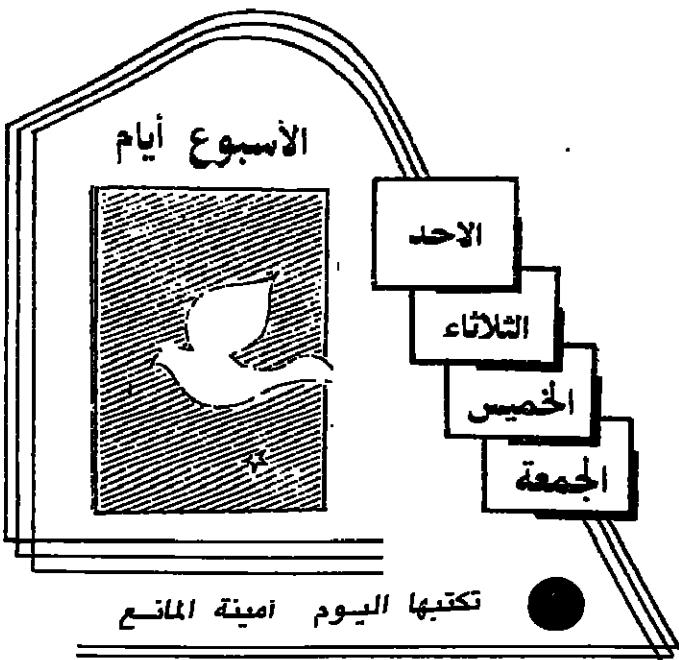 الأسبوع أيام
الاحد
الثلاثاء
الخميس
الجمعة
تكتبها اليوم أمينة المانع